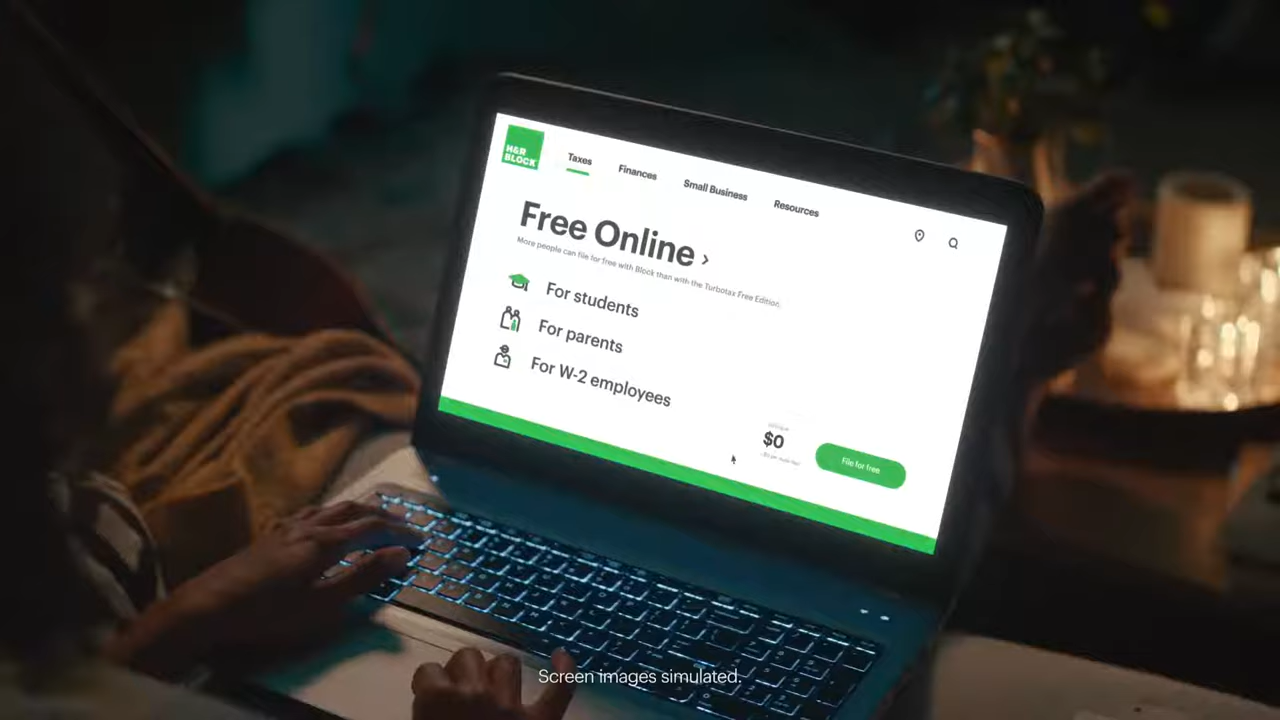 H&R
BLOCK
Taxes
Finances
Small Business
Resources
Free Online
More people can file for free with Block than with the Turbotax Free Edition.
For students
For parents
For W-2 employees
$0
File for free
Screen images simulated.